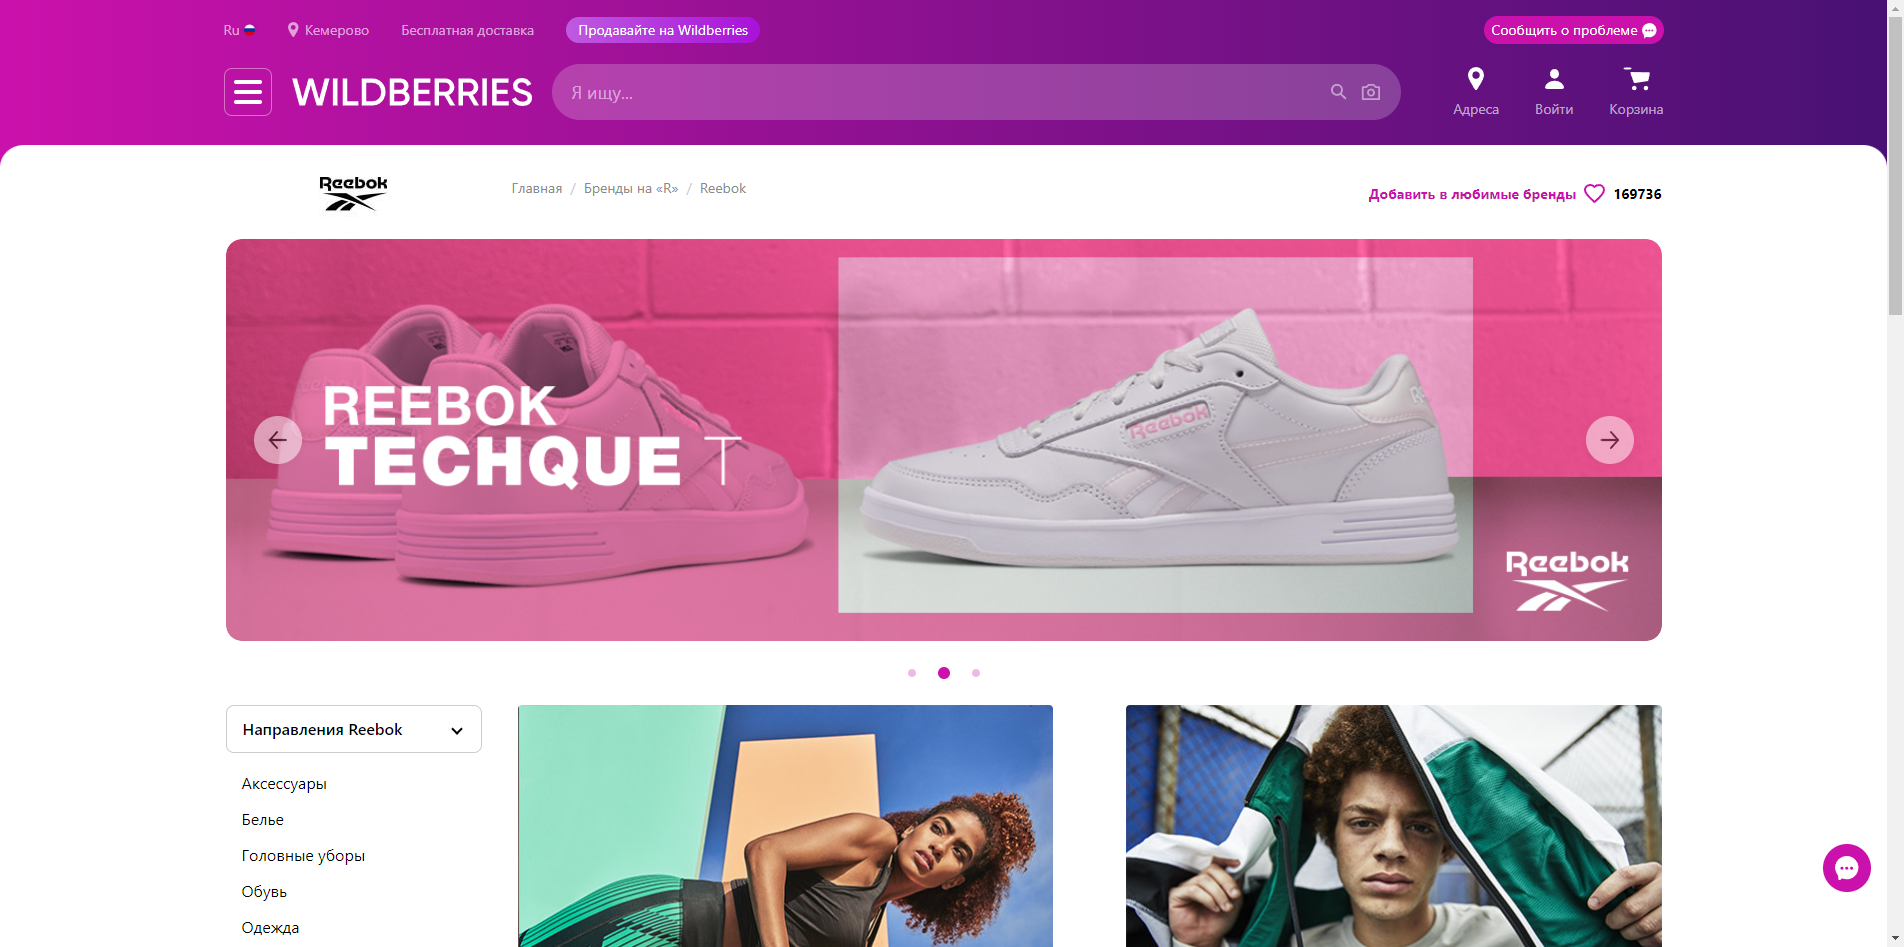 Ru
Кемерово
Бесплатная доставка
Продавайте на Wildberries
Сообщить о проблеме
WILDBERRIES
Я ищу...
Адреса
Войти
Корзина
Reebok
Главная / Бренды на «R» / Reebok
Добавить в любимые бренды 169736
REEBOK
TECHQUE T
Reebok
Reebok
Направления Reebok
Аксессуары
Белье
Головные уборы
Обувь
Одежда